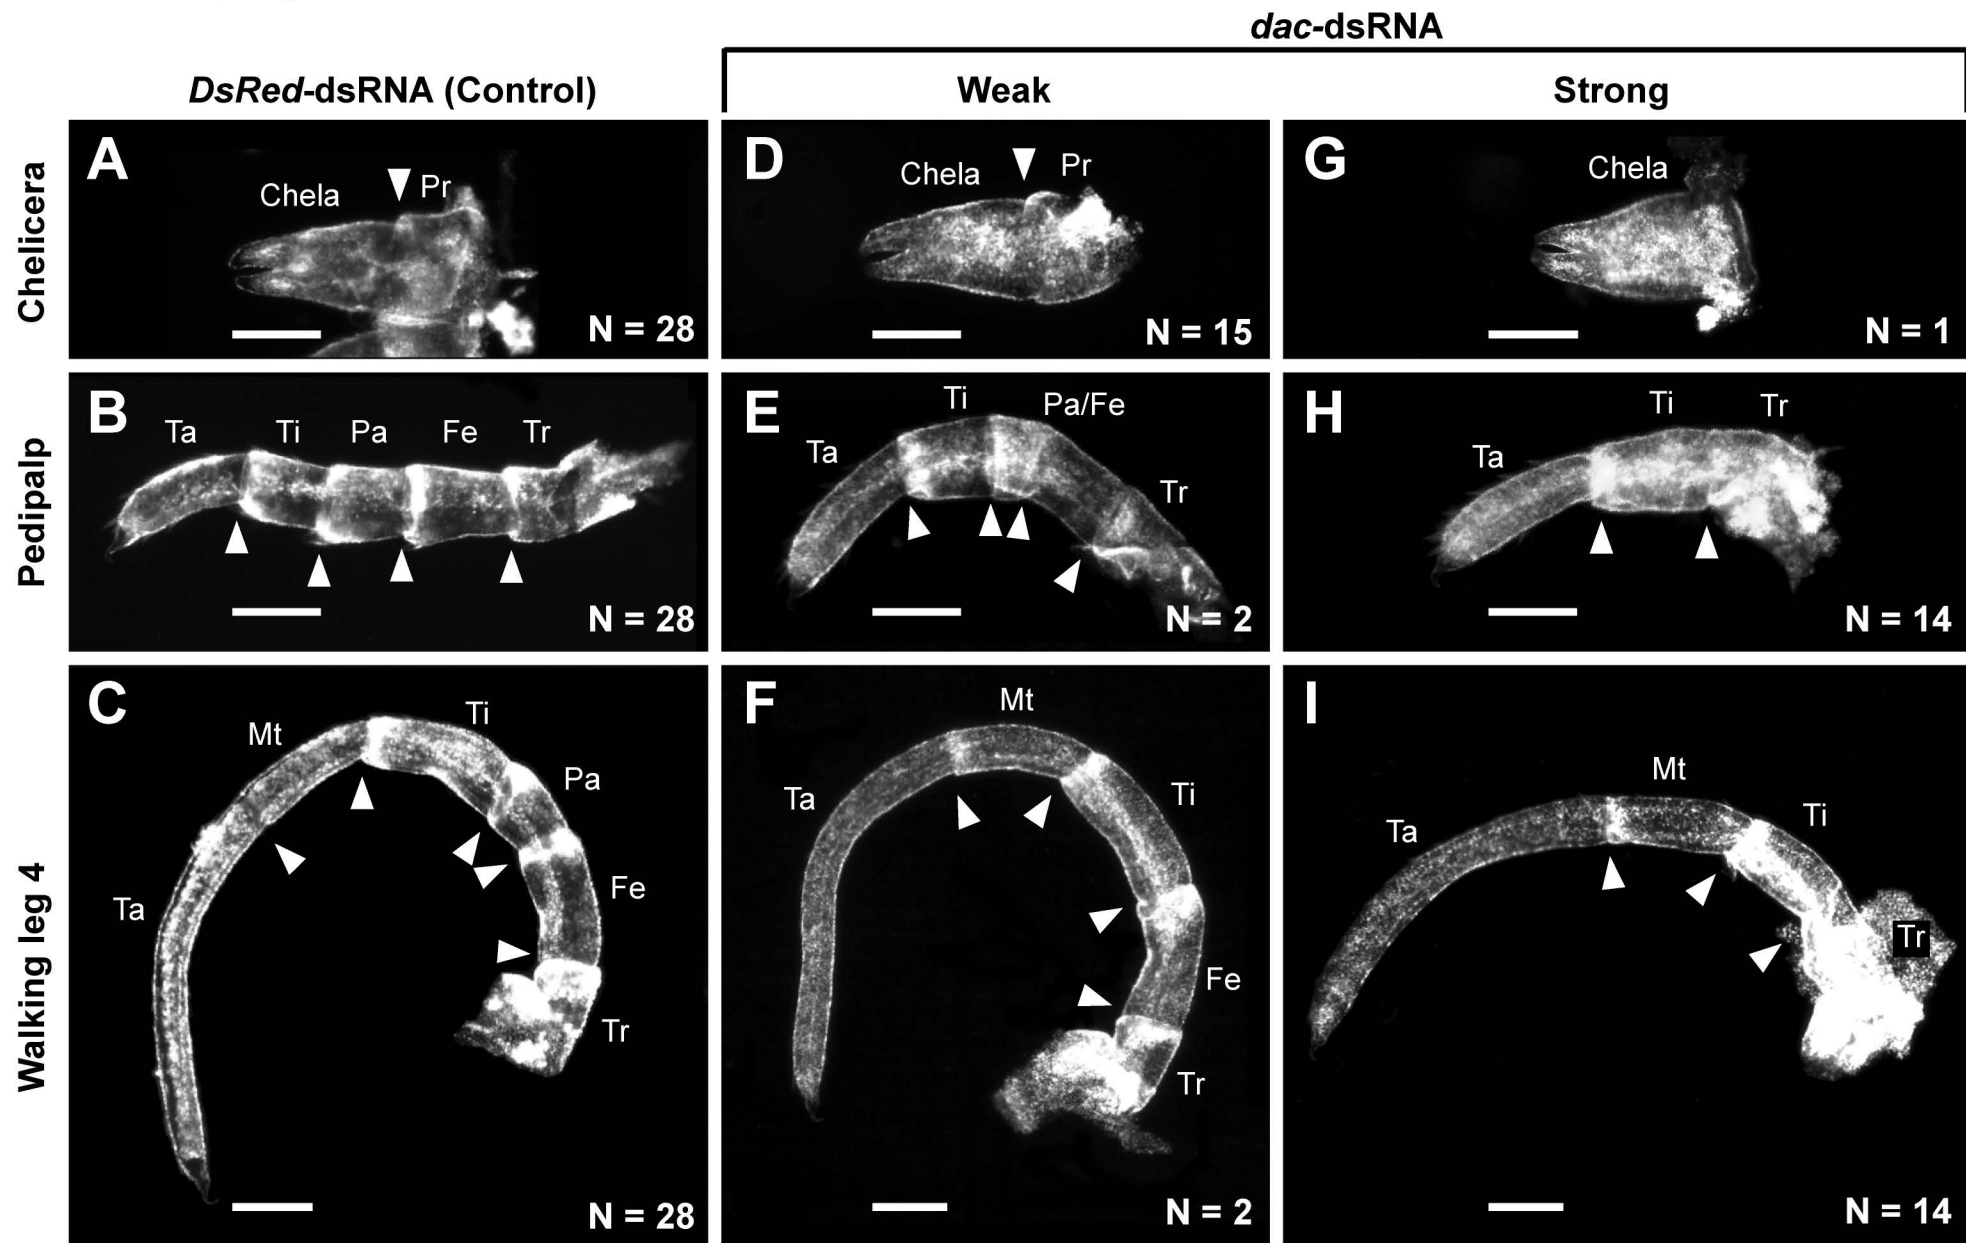 dac-dsRNA
DsRed-dsRNA (Control)
Weak
Strong
Chelicera
A
Chela
Pr
N = 28
D
Chela
Pr
N = 15
G
Chela
N = 1
Pedipalp
B
Ta
Ti
Pa
Fe
Tr
N = 28
E
Ta
Ti
Pa/Fe
Tr
N = 2
H
Ta
Ti
Tr
N = 14
Walking leg 4
C
Ta
Mt
Ti
Pa
Fe
Tr
N = 28
F
Ta
Mt
Ti
Fe
Tr
N = 2
I
Ta
Mt
Ti
Tr
N = 14